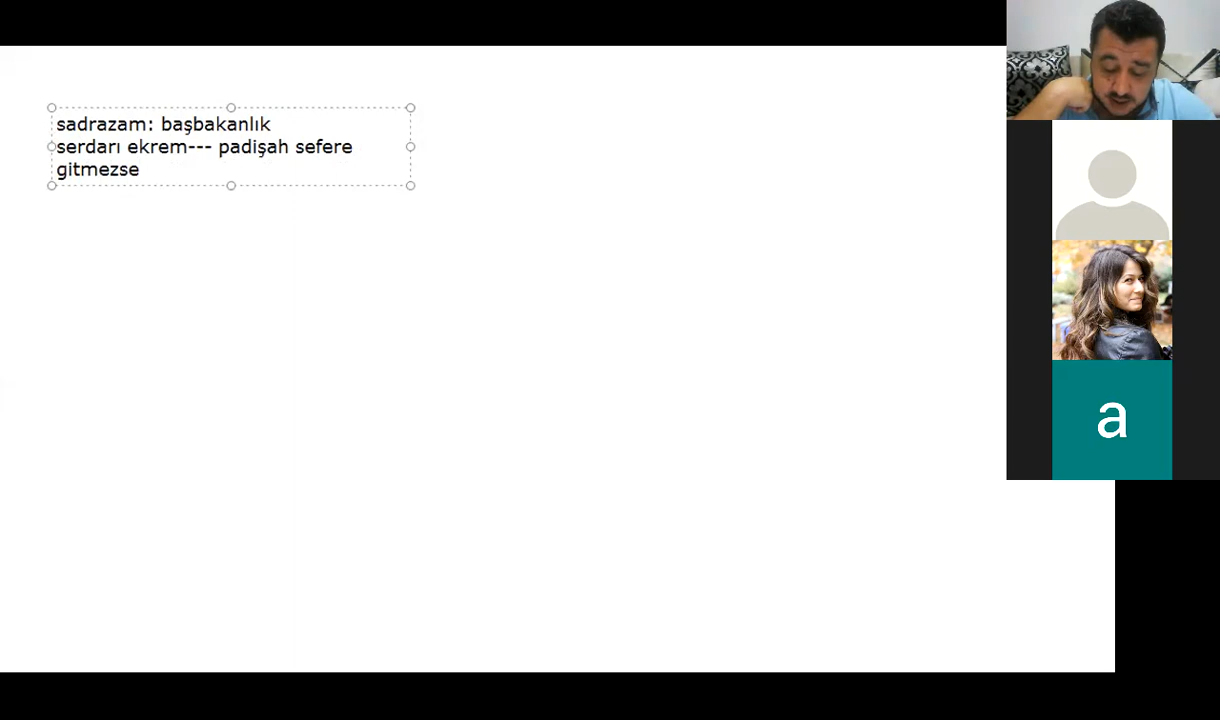 sadrazam: başbakanlık
serdarı ekrem--- padişah sefere
gitmezse
a